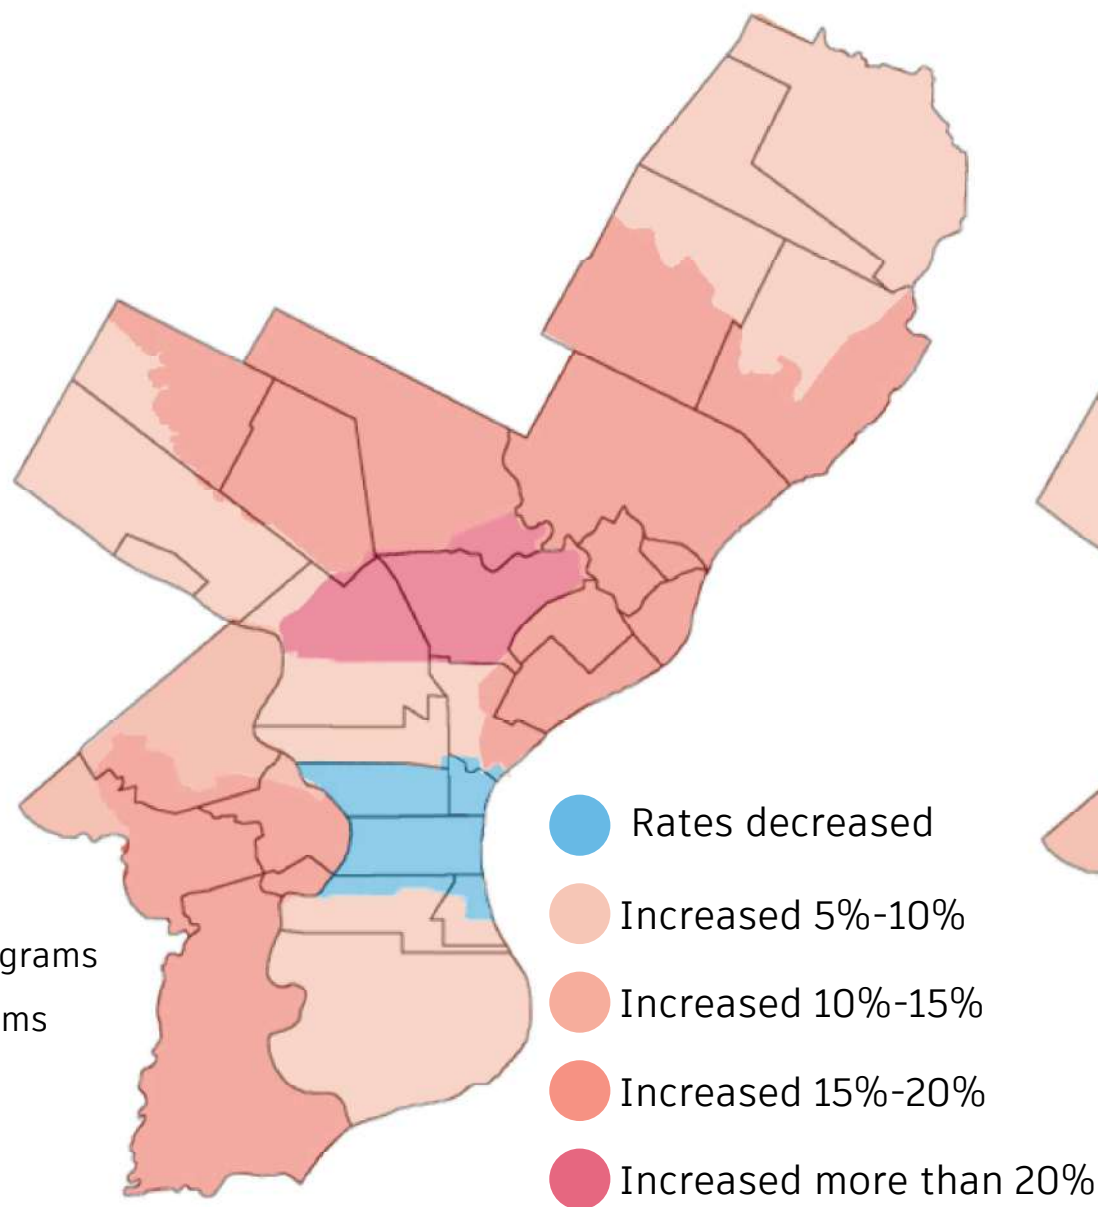 Rates decreased
Increased 5%-10%
grams
Increased 10%-15%
ms
Increased 15%-20%
Increased more than 20%